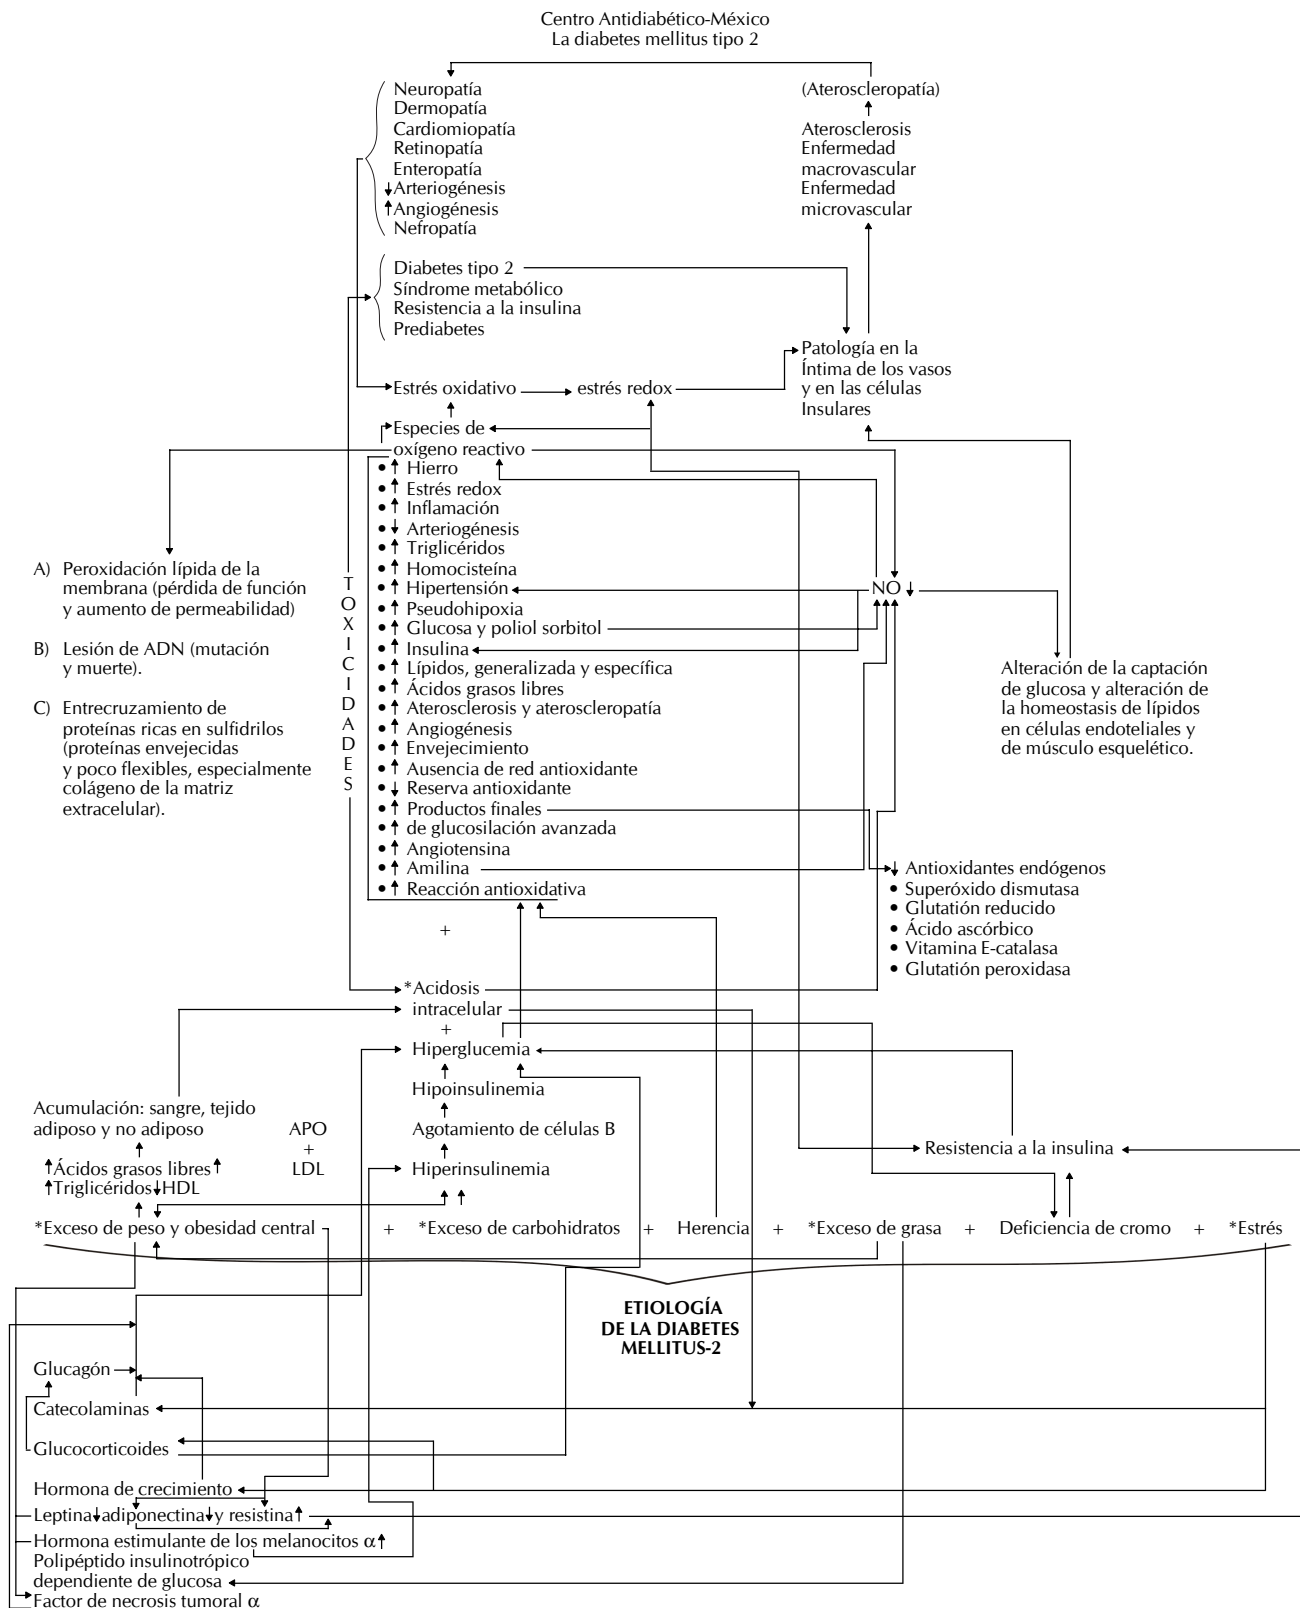 Centro Antidiabético-México
La diabetes mellitus tipo 2
Neuropatía
Dermopatía
Cardiomiopatía
Retinopatía
Enteropatía
↓Arteriogénesis
↑Angiogénesis
Nefropatía
(Ateroscleropatía)
Aterosclerosis
Enfermedad
macrovascular
Enfermedad
microvascular
Diabetes tipo 2
Síndrome metabólico
Resistencia a la insulina
Prediabetes
Patología en la
Íntima de los vasos
y en las células
Insulares
Estrés oxidativo
estrés redox
Especies de
oxígeno reactivo
• ↑ Hierro
• ↑ Estrés redox
• ↑ Inflamación
• ↓ Arteriogénesis
• ↑ Triglicéridos
• ↑ Homocisteína
• ↑ Hipertensión
• ↑ Pseudohipoxia
• ↑ Glucosa y poliol sorbitol
• ↑ Insulina
• ↑ Lípidos, generalizada y específica
• ↑ Ácidos grasos libres
• ↑ Aterosclerosis y ateroscleropatía
• ↑ Angiogénesis
• ↑ Envejecimiento
• ↑ Ausencia de red antioxidante
• ↓ Reserva antioxidante
• ↑ Productos finales
• ↑ de glucosilación avanzada
• ↑ Angiotensina
• ↑ Amilina
• ↑ Reacción antioxidativa
A) Peroxidación lípida de la
membrana (pérdida de función
y aumento de permeabilidad)
B) Lesión de ADN (mutación
y muerte).
C) Entrecruzamiento de
proteínas ricas en sulfidrilos
(proteínas envejecidas
y poco flexibles, especialmente
colágeno de la matriz
extracelular).
TOXICIDADES
NO ↓
Alteración de la captación
de glucosa y alteración de
la homeostasis de lípidos
en células endoteliales y
de músculo esquelético.
↓ Antioxidantes endógenos
• Superóxido dismutasa
• Glutatión reducido
• Ácido ascórbico
• Vitamina E-catalasa
• Glutatión peroxidasa
+
*Acidosis
intracelular
+
Hiperglucemia
Hipoinsulinemia
Agotamiento de células B
Hiperinsulinemia
Acumulación: sangre, tejido
adiposo y no adiposo
↑Ácidos grasos libres↑
↑Triglicéridos↓HDL
APO
+
LDL
Resistencia a la insulina
*Exceso de peso y obesidad central + *Exceso de carbohidratos + Herencia + *Exceso de grasa + Deficiencia de cromo + *Estrés
ETIOLOGÍA
DE LA DIABETES
MELLITUS-2
Glucagón
Catecolaminas
Glucocorticoides
Hormona de crecimiento
Leptina↓adiponectina↓y resistina↑
Hormona estimulante de los melanocitos α↑
Polipéptido insulinotrópico
dependiente de glucosa
Factor de necrosis tumoral α